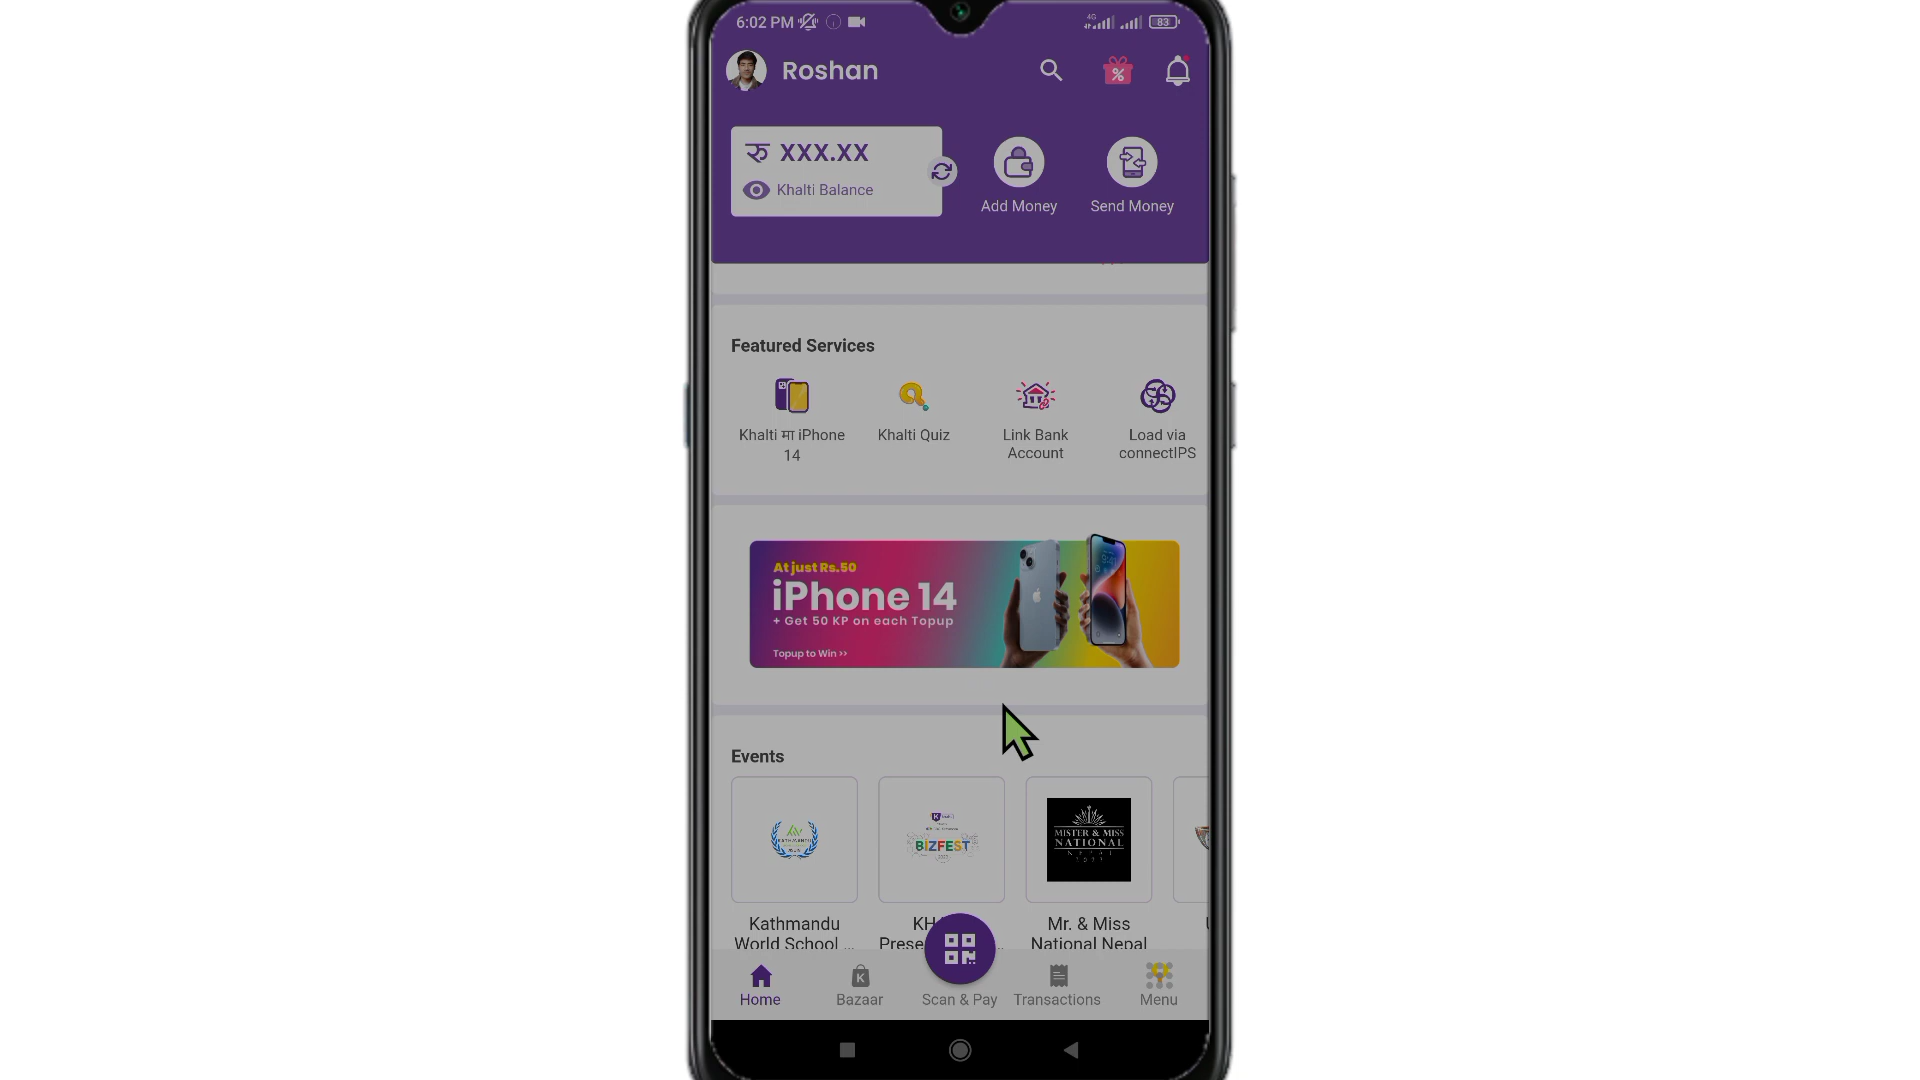 6:02 PM
4G
83
Roshan
रु XXX.XX
Khalti Balance
Add Money
Send Money
Featured Services
Khalti मा iPhone
14
Khalti Quiz
Link Bank
Account
Load via
connectIPS
At just Rs.50
iPhone 14
+ Get 50 KP on each Topup
Topup to Win >>
Events
BIZFEST
MISTER & MISS
NATIONAL
Kathmandu
World School ...
Mr. & Miss
National Nepal
Home
Bazaar
Scan & Pay
Transactions
Menu